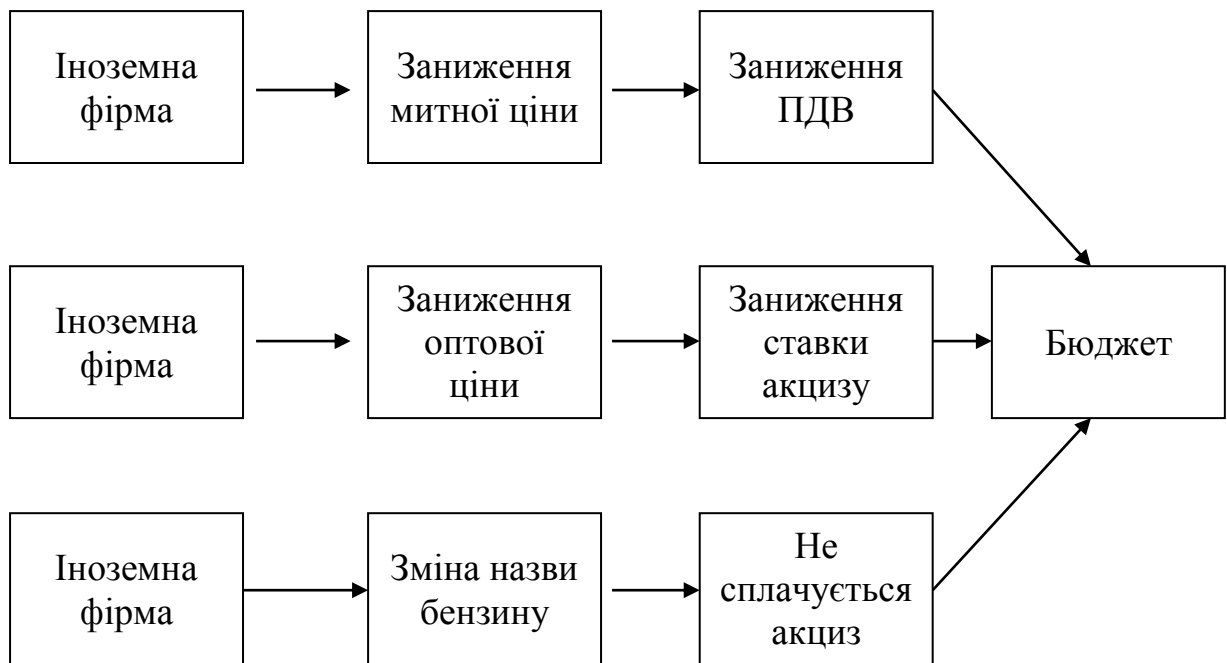 Іноземна
фірма
Заниження
митної ціни
Заниження
ПДВ
Іноземна
фірма
Заниження
оптової
ціни
Заниження
ставки
акцизу
Бюджет
Іноземна
фірма
Зміна назви
бензину
Не
сплачується
акциз